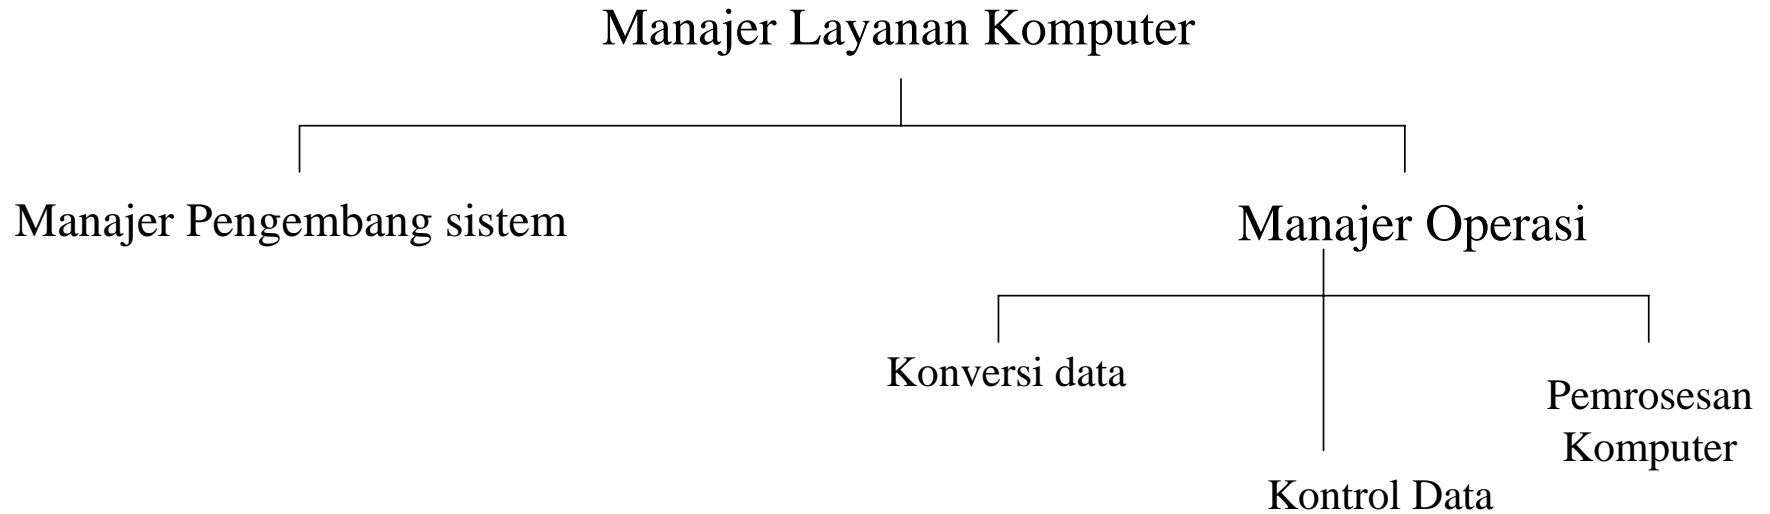 Manajer Layanan Komputer
Manajer Pengembang sistem
Manajer Operasi
Konversi data
Pemrosesan
Komputer
Kontrol Data